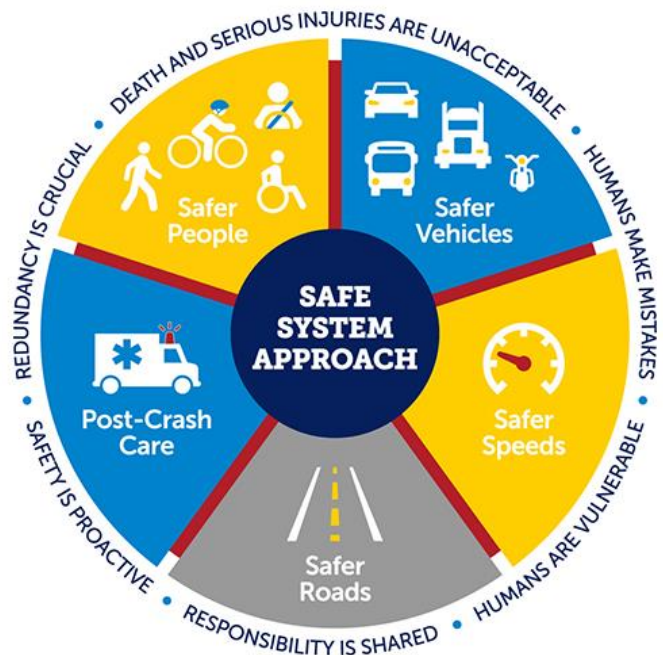 DEATH AND SERIOUS INJURIES ARE UNACCEPTABLE
HUMANS MAKE MISTAKES
HUMANS ARE VULNERABLE
RESPONSIBILITY IS SHARED
SAFETY IS PROACTIVE
REDUNDANCY IS CRUCIAL
Safer
People
Safer
Vehicles
SAFE
SYSTEM
APPROACH
Post-Crash
Care
Safer
Speeds
Safer
Roads